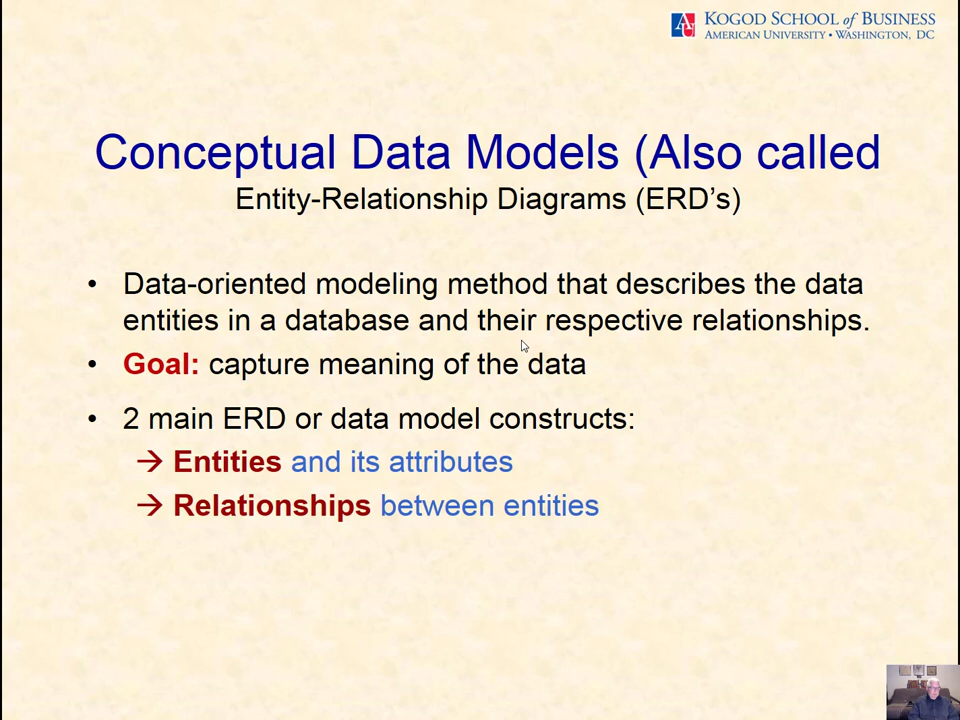 KOGOD SCHOOL of BUSINESS
AMERICAN UNIVERSITY • WASHINGTON, DC
Conceptual Data Models (Also called
Entity-Relationship Diagrams (ERD’s)
• Data-oriented modeling method that describes the data
entities in a database and their respective relationships.
• Goal: capture meaning of the data
• 2 main ERD or data model constructs:
→ Entities and its attributes
→ Relationships between entities